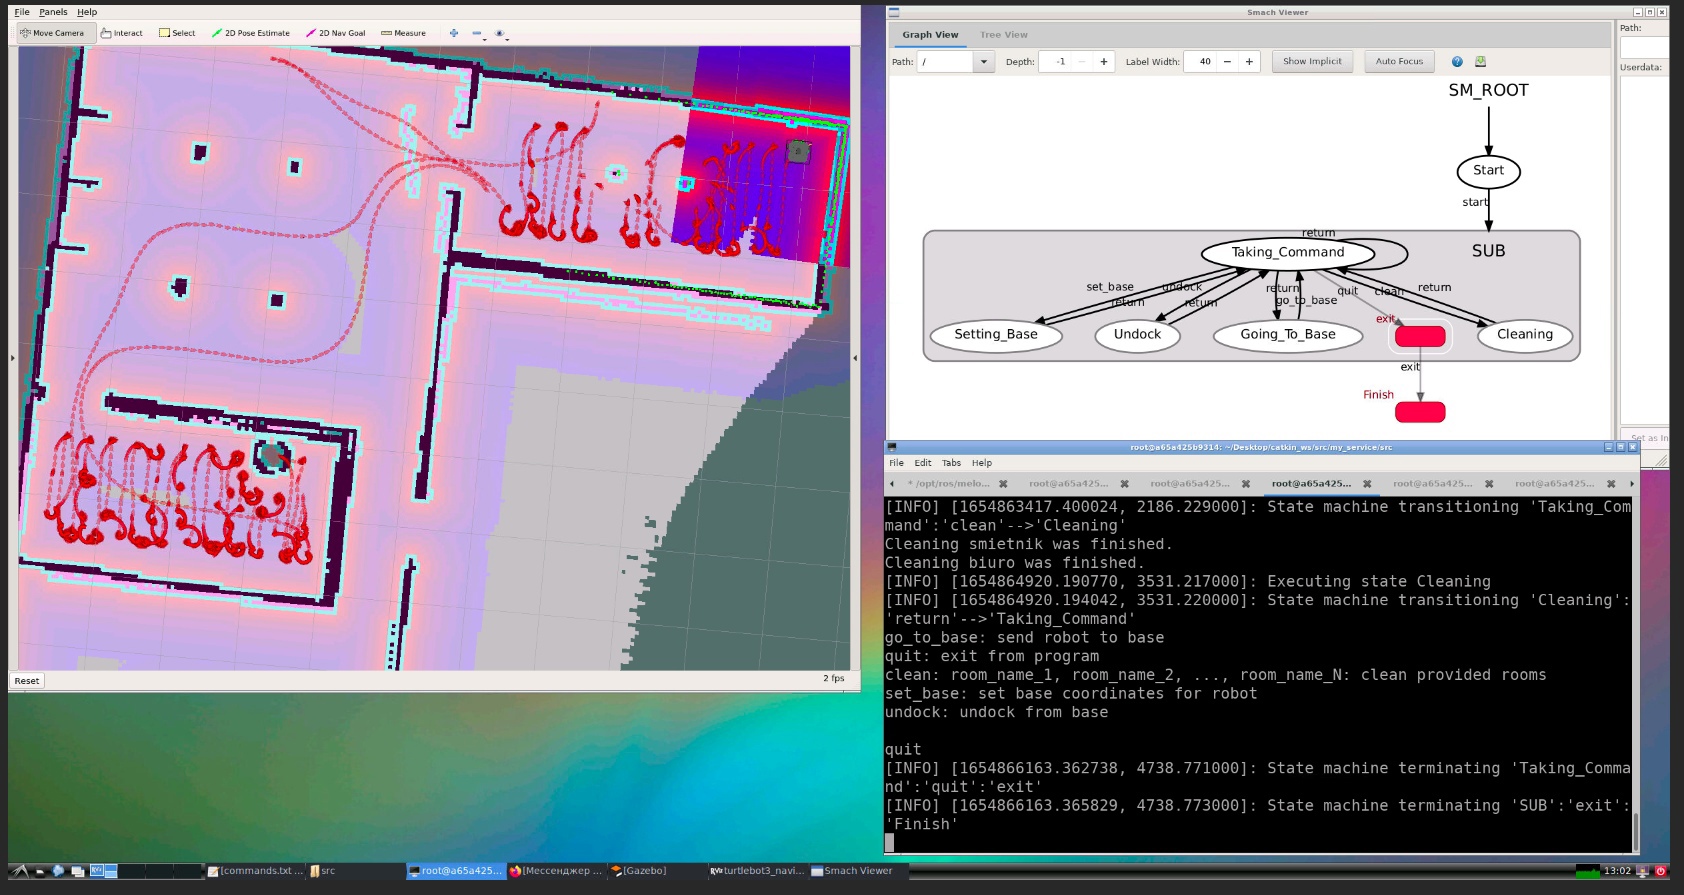 File Panels Help
Move Camera Interact Select 2D Pose Estimate 2D Nav Goal Measure
Reset
2 fps
Smach Viewer
Graph View Tree View
Path: / Depth: -1 Label Width: 40 Show Implicit Auto Focus
Path:
Userdata:
SM_ROOT
Start
start
return
Taking_Command
SUB
set_base
undock
return
go_to_base
quit
clean
return
return
return
exit
Setting_Base
Undock
Going_To_Base
Cleaning
exit
Finish
Set as In
root@a65a425b9314: ~/Desktop/catkin_ws/src/my_service/src
File Edit Tabs Help
* /opt/ros/melo... root@a65a425... root@a65a425... root@a65a425... root@a65a425... root@a65a425...
[INFO] [1654863417.400024, 2186.229000]: State machine transitioning 'Taking_Com
mand':'clean'-->'Cleaning'
Cleaning smietnik was finished.
Cleaning biuro was finished.
[INFO] [1654864920.190770, 3531.217000]: Executing state Cleaning
[INFO] [1654864920.194042, 3531.220000]: State machine transitioning 'Cleaning':
'return'-->'Taking_Command'
go_to_base: send robot to base
quit: exit from program
clean: room_name_1, room_name_2, ..., room_name_N: clean provided rooms
set_base: set base coordinates for robot
undock: undock from base
quit
[INFO] [1654866163.362738, 4738.771000]: State machine terminating 'Taking_Comma
nd':'quit':'exit'
[INFO] [1654866163.365829, 4738.773000]: State machine terminating 'SUB':'exit':
'Finish'
[commands.txt ... src root@a65a425... [Мессенджер ... [Gazebo] RViz turtlebot3_navi... Smach Viewer 13:02